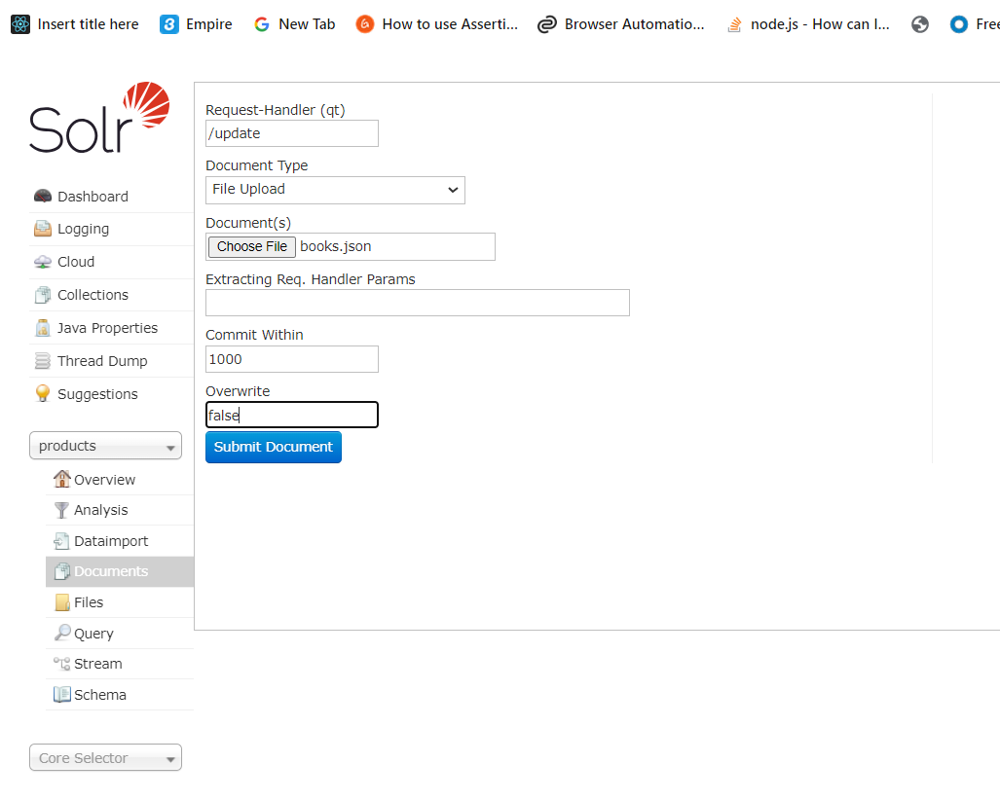 Insert title here
Empire
New Tab
How to use Asserti...
Browser Automatio...
node.js - How can I...
Free
Solr
Dashboard
Logging
Cloud
Collections
Java Properties
Thread Dump
Suggestions
products
Overview
Analysis
Dataimport
Documents
Files
Query
Stream
Schema
Core Selector
Request-Handler (qt)
/update
Document Type
File Upload
Document(s)
Choose File books.json
Extracting Req. Handler Params
Commit Within
1000
Overwrite
false
Submit Document